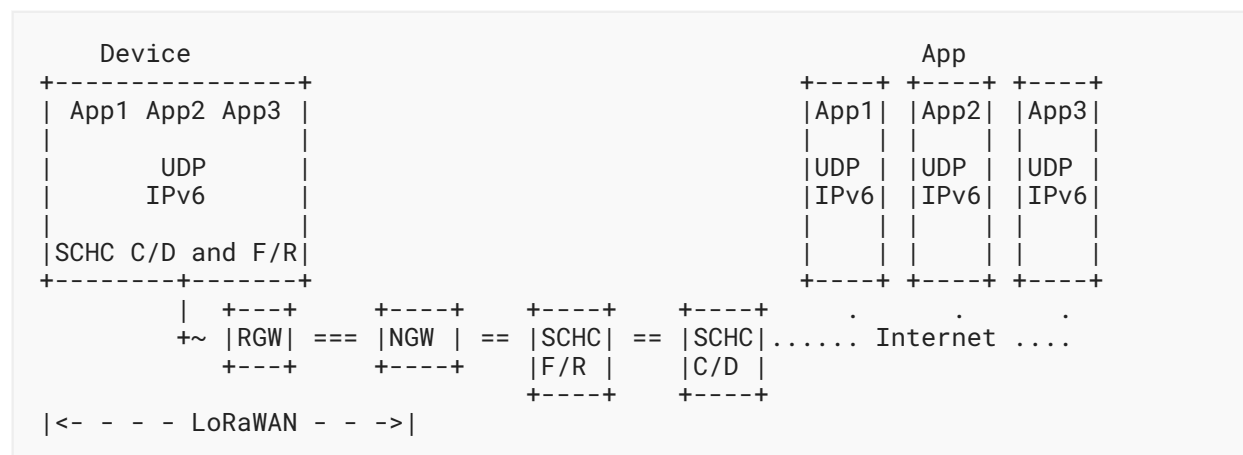 Device                                                App
+----------------+                                +----+ +----+ +----+
| App1 App2 App3 |                                |App1| |App2| |App3|
|                |                                |    | |    | |    |
|       UDP      |                                |UDP | |UDP | |UDP |
|      IPv6      |                                |IPv6| |IPv6| |IPv6|
|                |                                |    | |    | |    |
|SCHC C/D and F/R|                                |    | |    | |    |
+--------+-------+                                +----+ +----+ +----+
         |  +---+     +----+    +----+    +----+     .      .      .
         +~ |RGW| === |NGW | == |SCHC| == |SCHC|...... Internet ....
            +---+     +----+    |F/R |    |C/D |
                                +----+    +----+
|<- - - - LoRaWAN - - ->|